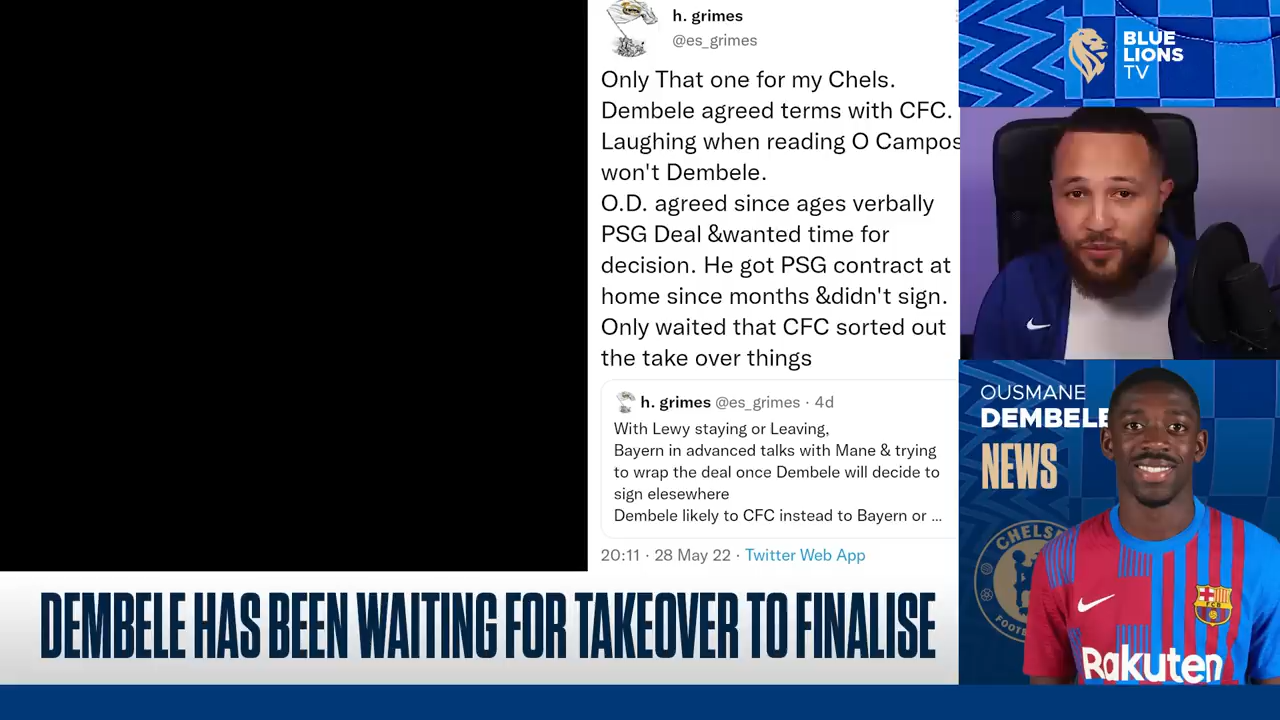 h. grimes
@es_grimes
Only That one for my Chels.
Dembele agreed terms with CFC.
Laughing when reading O Campos
won't Dembele.
O.D. agreed since ages verbally
PSG Deal &wanted time for
decision. He got PSG contract at
home since months &didn't sign.
Only waited that CFC sorted out
the take over things
h. grimes @es_grimes · 4d
With Lewy staying or Leaving,
Bayern in advanced talks with Mane & trying
to wrap the deal once Dembele will decide to
sign elesewhere
Dembele likely to CFC instead to Bayern or ...
20:11 · 28 May 22 · Twitter Web App
DEMBELE HAS BEEN WAITING FOR TAKEOVER TO FINALISE
BLUE
LIONS
TV
OUSMANE
DEMBELE
NEWS
CHELS
FOOT
FCB
Rakuten